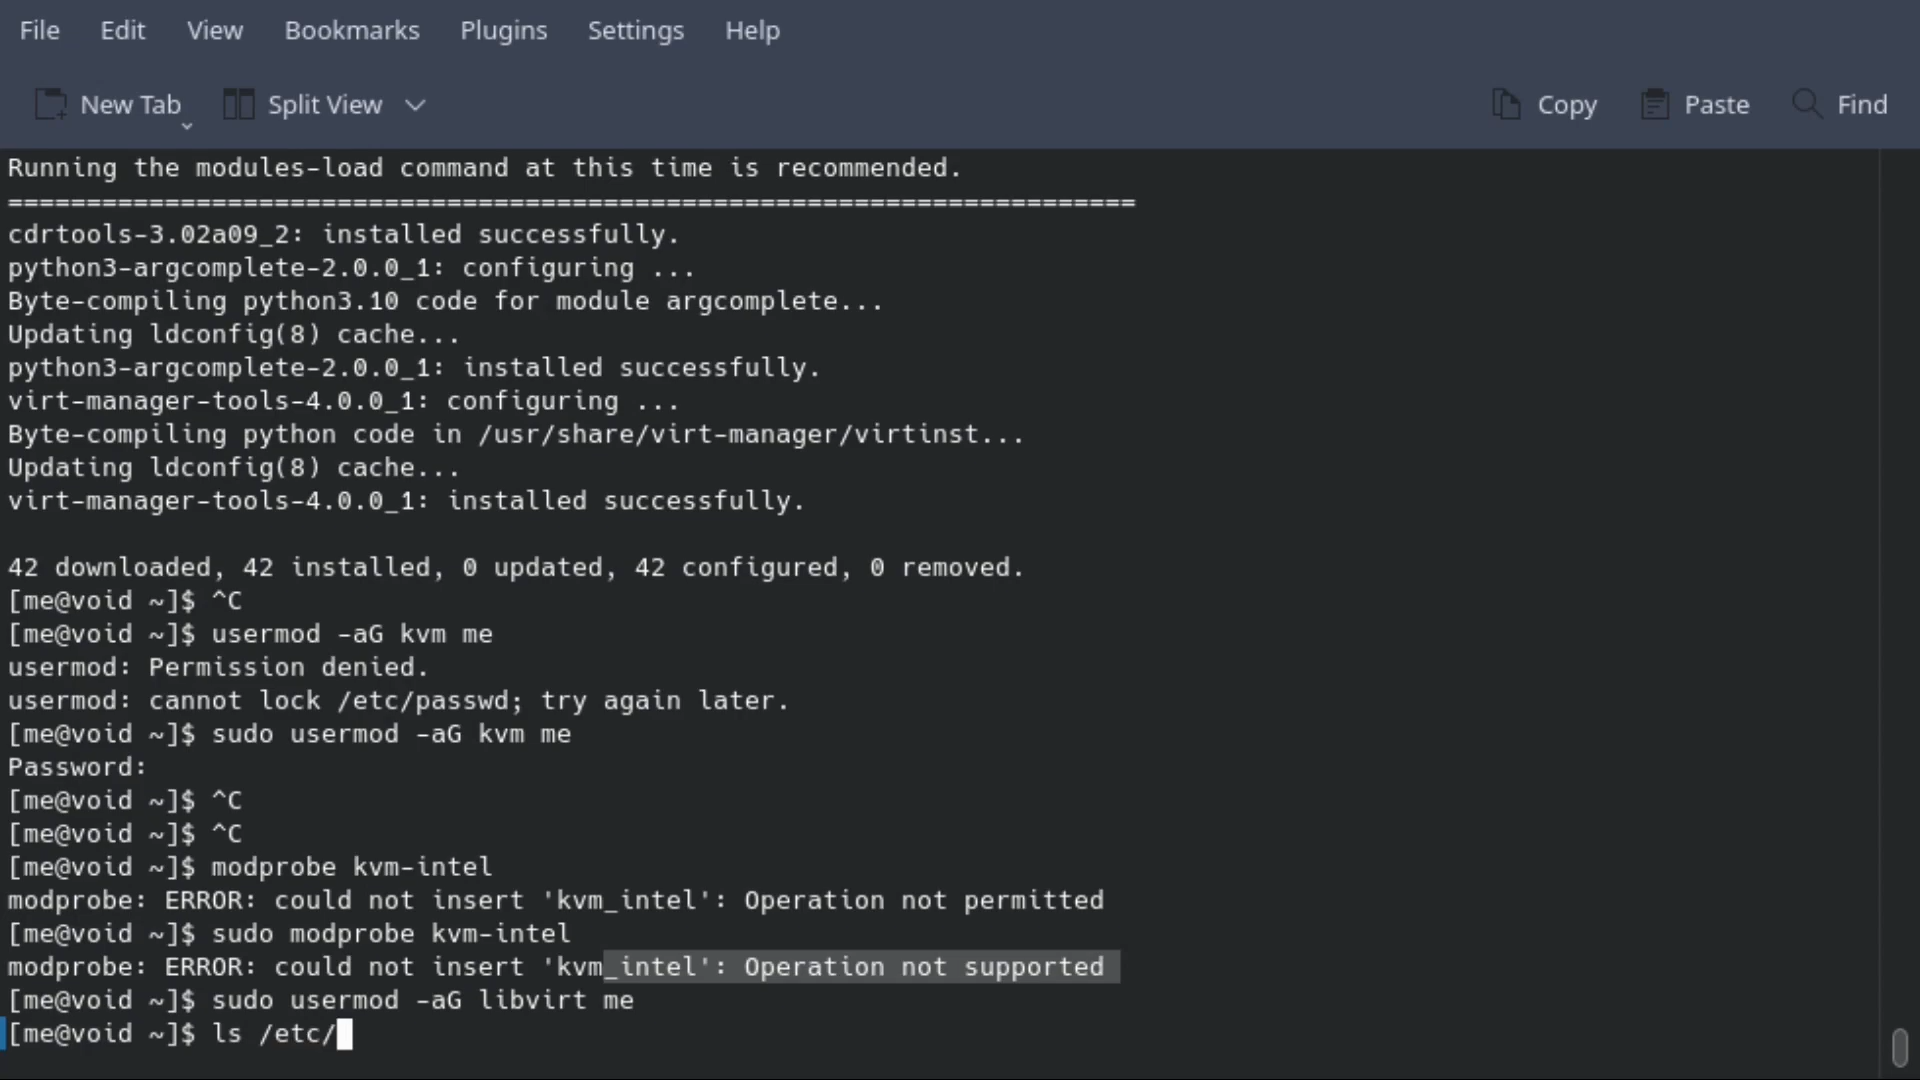 File Edit View Bookmarks Plugins Settings Help
New Tab Split View Copy Paste Find
Running the modules-load command at this time is recommended.
========================================================================
cdrtools-3.02a09_2: installed successfully.
python3-argcomplete-2.0.0_1: configuring ...
Byte-compiling python3.10 code for module argcomplete...
Updating ldconfig(8) cache...
python3-argcomplete-2.0.0_1: installed successfully.
virt-manager-tools-4.0.0_1: configuring ...
Byte-compiling python code in /usr/share/virt-manager/virtinst...
Updating ldconfig(8) cache...
virt-manager-tools-4.0.0_1: installed successfully.

42 downloaded, 42 installed, 0 updated, 42 configured, 0 removed.
[me@void ~]$ ^C
[me@void ~]$ usermod -aG kvm me
usermod: Permission denied.
usermod: cannot lock /etc/passwd; try again later.
[me@void ~]$ sudo usermod -aG kvm me
Password:
[me@void ~]$ ^C
[me@void ~]$ ^C
[me@void ~]$ modprobe kvm-intel
modprobe: ERROR: could not insert 'kvm_intel': Operation not permitted
[me@void ~]$ sudo modprobe kvm-intel
modprobe: ERROR: could not insert 'kvm_intel': Operation not supported
[me@void ~]$ sudo usermod -aG libvirt me
[me@void ~]$ ls /etc/